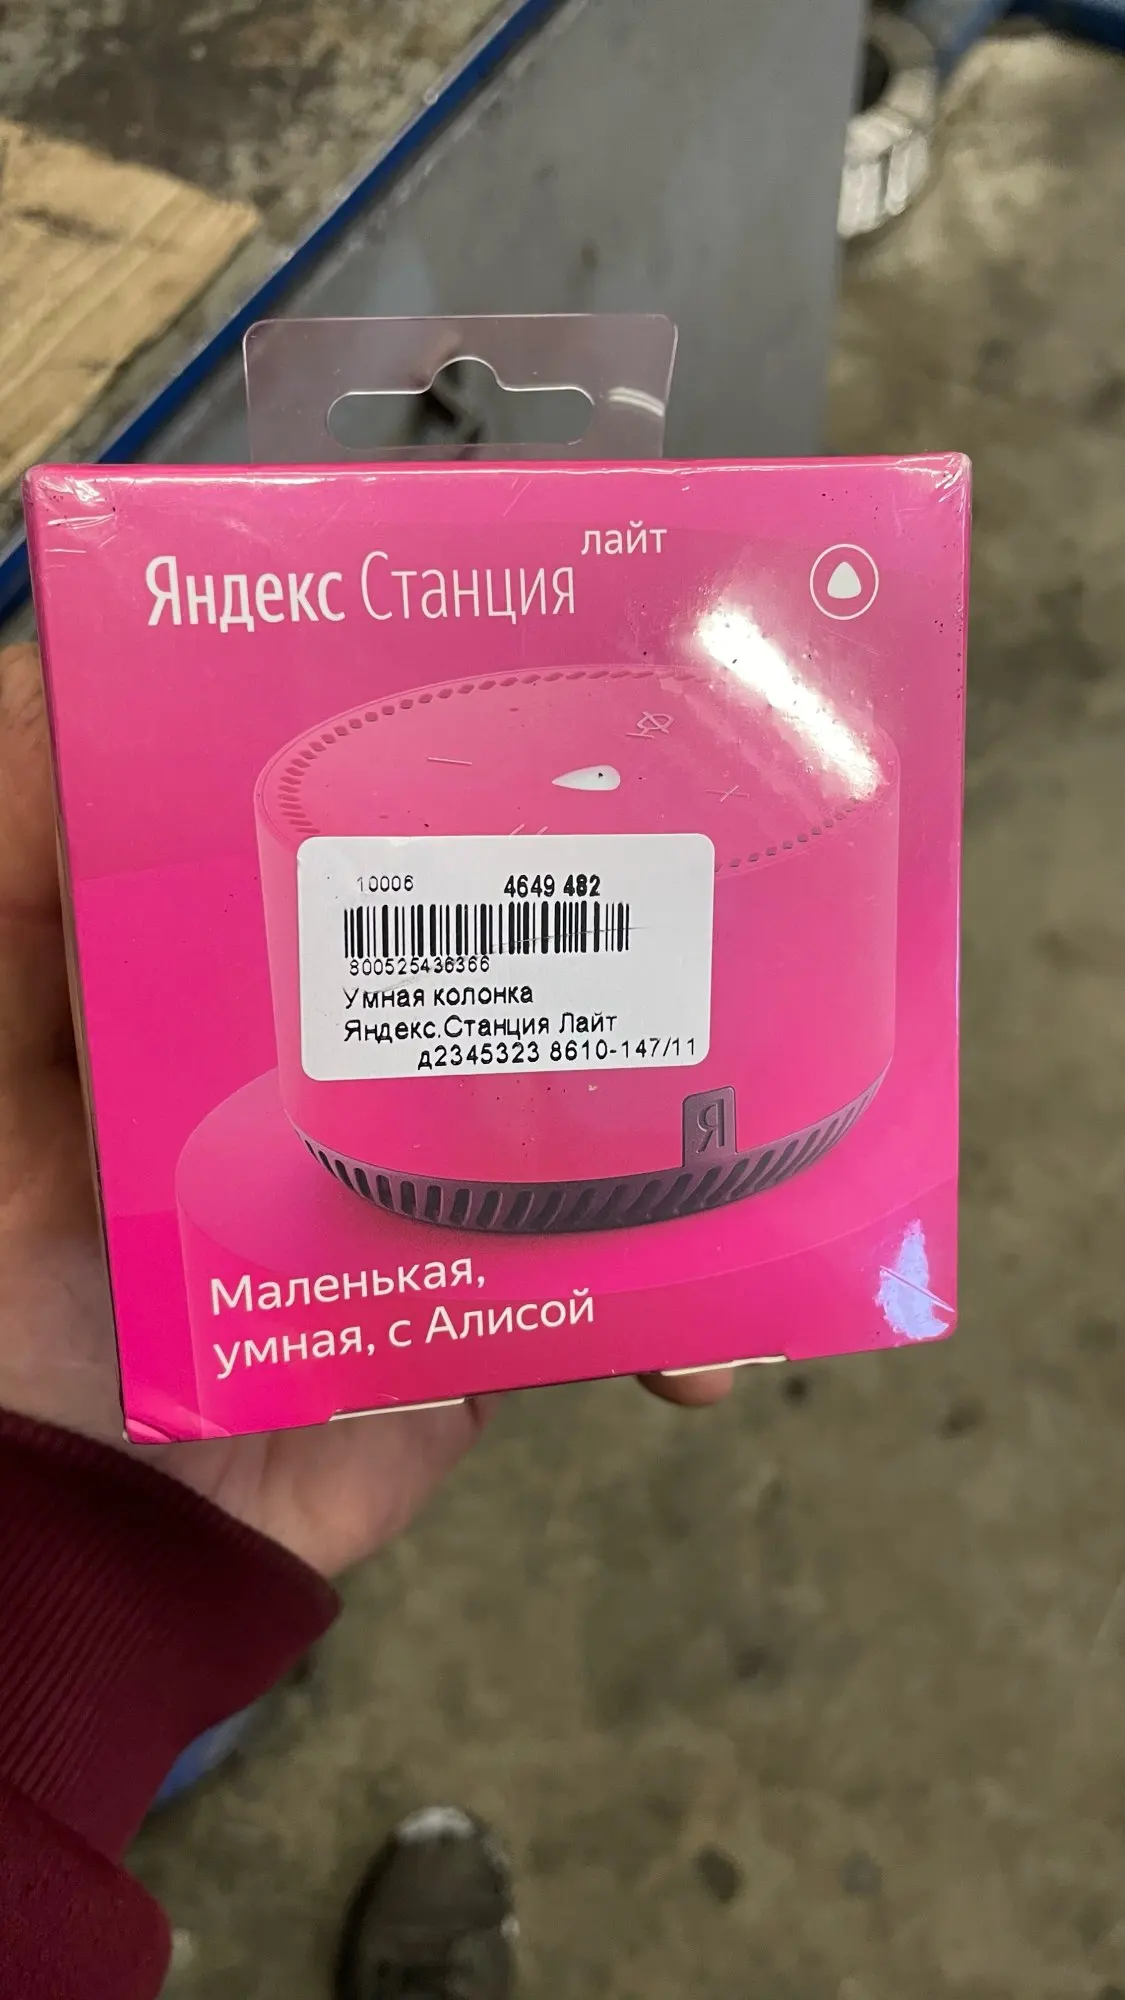 Яндекс Станция лайт
10006 4649 482
800525436366
Умная колонка
Яндекс.Станция Лайт
д2345323 8610-147/11
Я
Маленькая,
умная, с Алисой